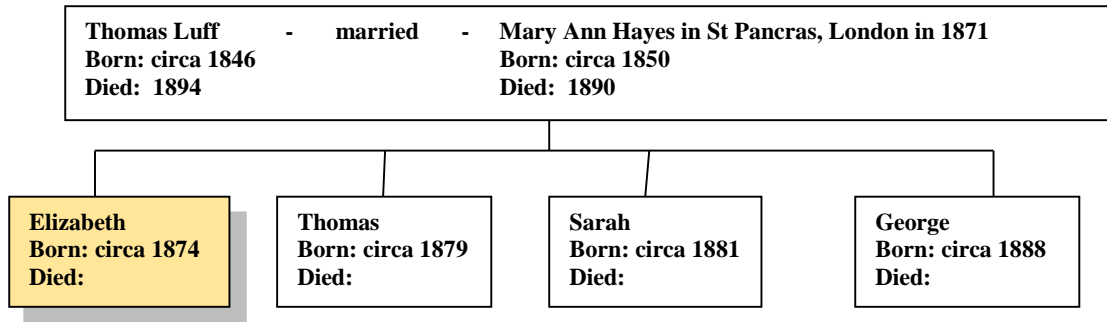 Thomas Luff - married - Mary Ann Hayes in St Pancras, London in 1871
Born: circa 1846 Born: circa 1850
Died: 1894 Died: 1890
Elizabeth
Born: circa 1874
Died:
Thomas
Born: circa 1879
Died:
Sarah
Born: circa 1881
Died:
George
Born: circa 1888
Died: